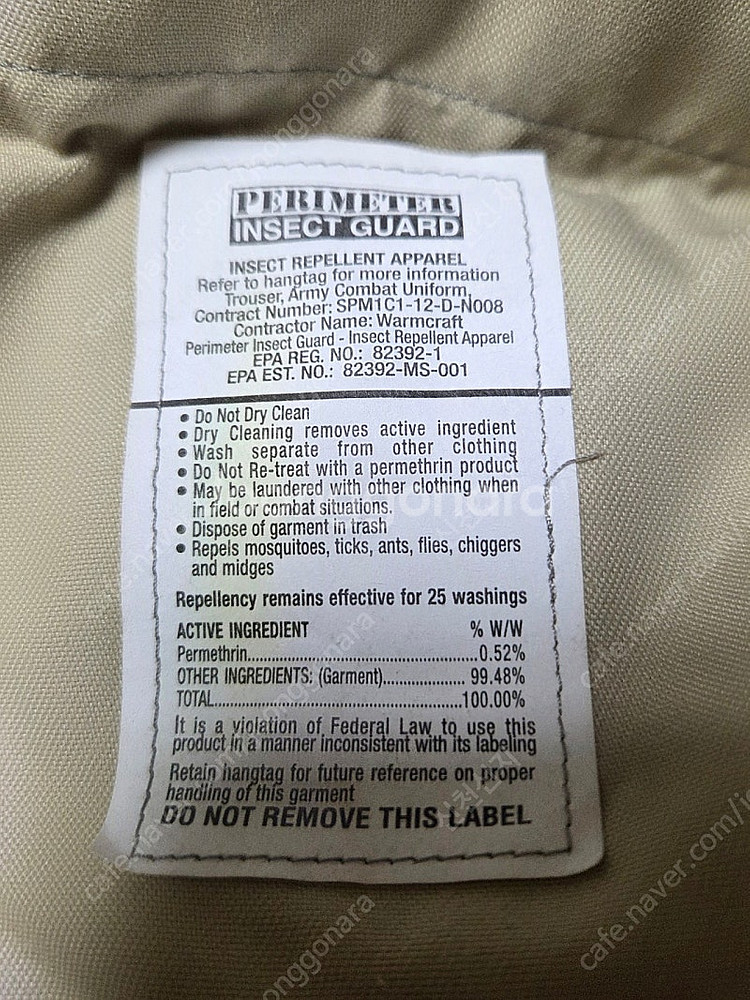 PERIMETER
INSECT GUARD
INSECT REPELLENT APPAREL
Refer to hangtag for more information
Trouser, Army Combat Uniform,
Contract Number: SPM1C1-12-D-N008
Contractor Name: Warmcraft
Perimeter Insect Guard - Insect Repellent Apparel
EPA REG. NO.: 82392-1
EPA EST. NO.: 82392-MS-001
• Do Not Dry Clean
• Dry Cleaning removes active ingredient
• Wash separate from other clothing
• Do Not Re-treat with a permethrin product
• May be laundered with other clothing when
in field or combat situations.
• Dispose of garment in trash
• Repels mosquitoes, ticks, ants, flies, chiggers
and midges
Repellency remains effective for 25 washings
ACTIVE INGREDIENT % W/W
Permethrin......0.52%
OTHER INGREDIENTS: (Garment)......99.48%
TOTAL......100.00%
It is a violation of Federal Law to use this
product in a manner inconsistent with its labeling
Retain hangtag for future reference on proper
handling of this garment
DO NOT REMOVE THIS LABEL
cafe.naver.com/j